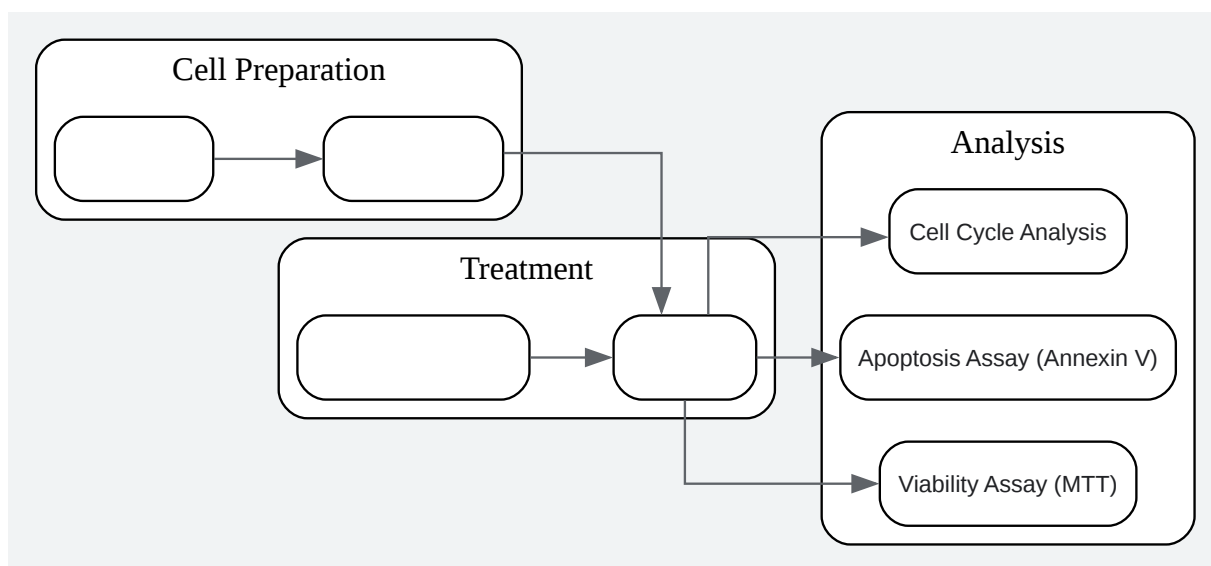 Cell Preparation
Treatment
Analysis
Cell Cycle Analysis
Apoptosis Assay (Annexin V)
Viability Assay (MTT)